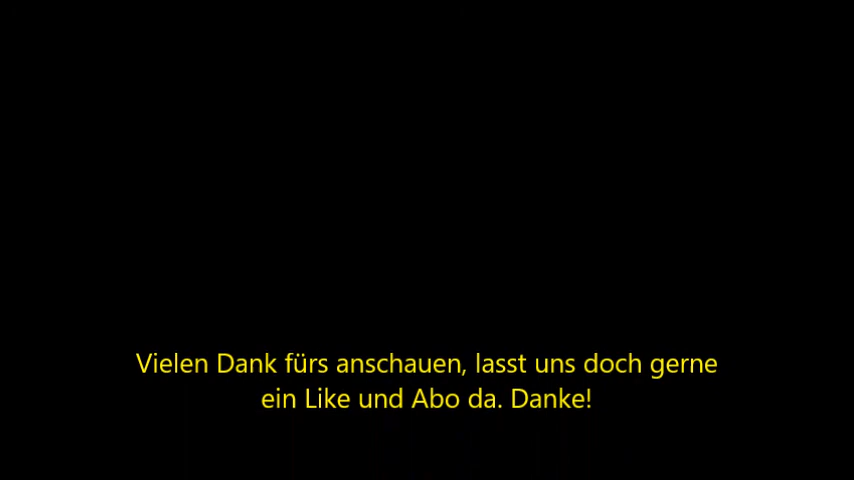 Vielen Dank fürs anschauen, lasst uns doch gerne
ein Like und Abo da. Danke!